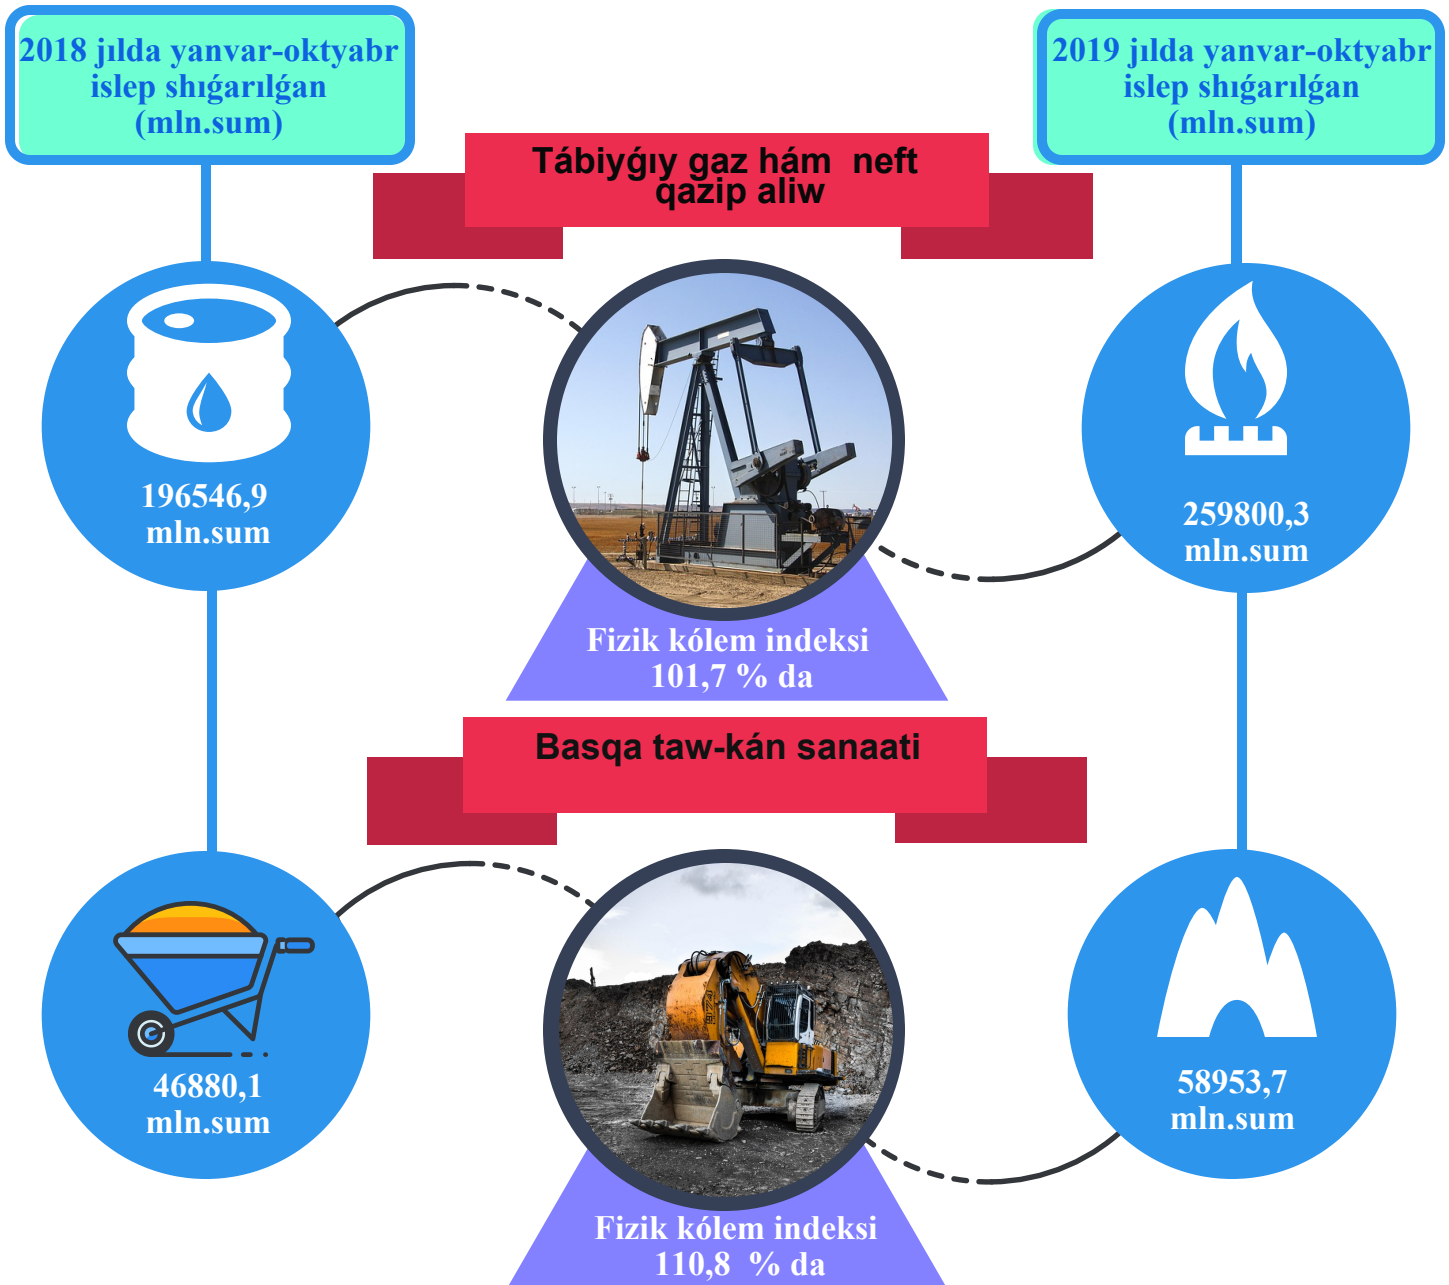 2018 jılda yanvar-oktyabr
islep shıǵarılǵan
(mln.sum)
2019 jılda yanvar-oktyabr
islep shıǵarılǵan
(mln.sum)
Tábiyǵıy gaz hám neft
qazip aliw
196546,9
mln.sum
259800,3
mln.sum
Fizik kólem indeksi
101,7 % da
Basqa taw-kán sanaati
46880,1
mln.sum
58953,7
mln.sum
Fizik kólem indeksi
110,8 % da